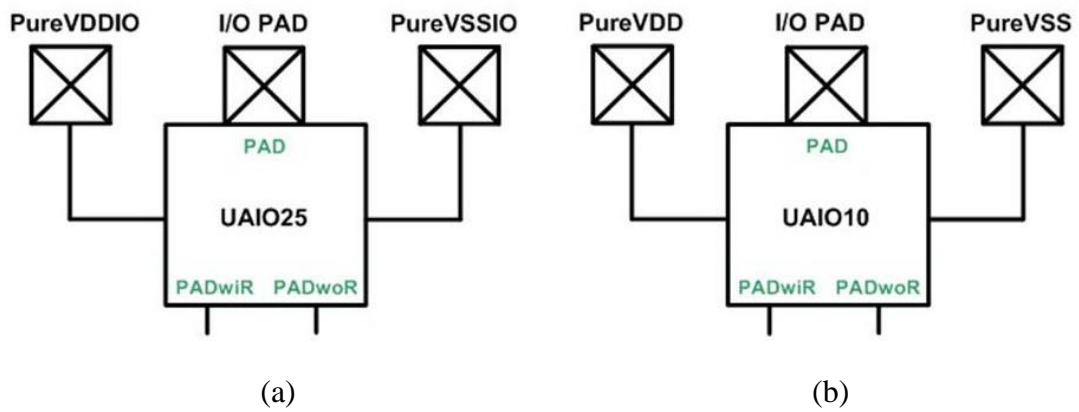 PureVDDIO I/O PAD PureVSSIO
PAD
UAIO25
PADwiR PADwoR
(a)
PureVDD I/O PAD PureVSS
PAD
UAIO10
PADwiR PADwoR
(b)